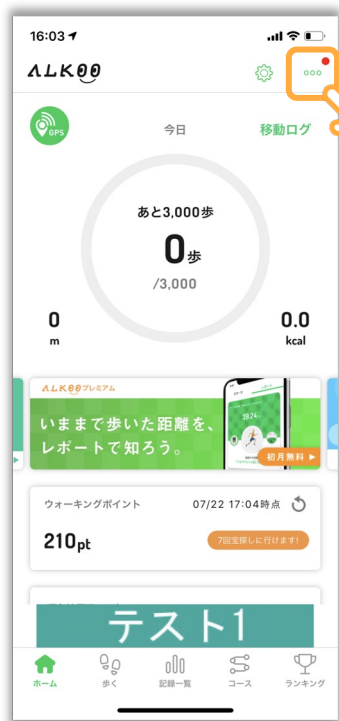 16:03
ALKOO
GPS
今日
移動ログ
あと3,000歩
0歩
/3,000
0
m
0.0
kcal
ALKOOプレミアム
いままで歩いた距離を、
レポートで知ろう。
初月無料 ▶
ウォーキングポイント
07/22 17:04時点
210pt
7回宝探しに行けます!
テスト1
ホーム
歩く
記録一覧
コース
ランキング